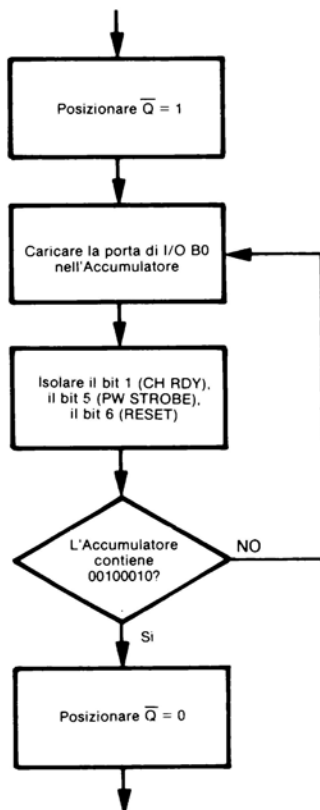 Posizionare Q̅ = 1
Caricare la porta di I/O B0
nell'Accumulatore
Isolare il bit 1 (CH RDY),
il bit 5 (PW STROBE),
il bit 6 (RESET)
L'Accumulatore
contiene
00100010?
NO
Sì
Posizionare Q̅ = 0